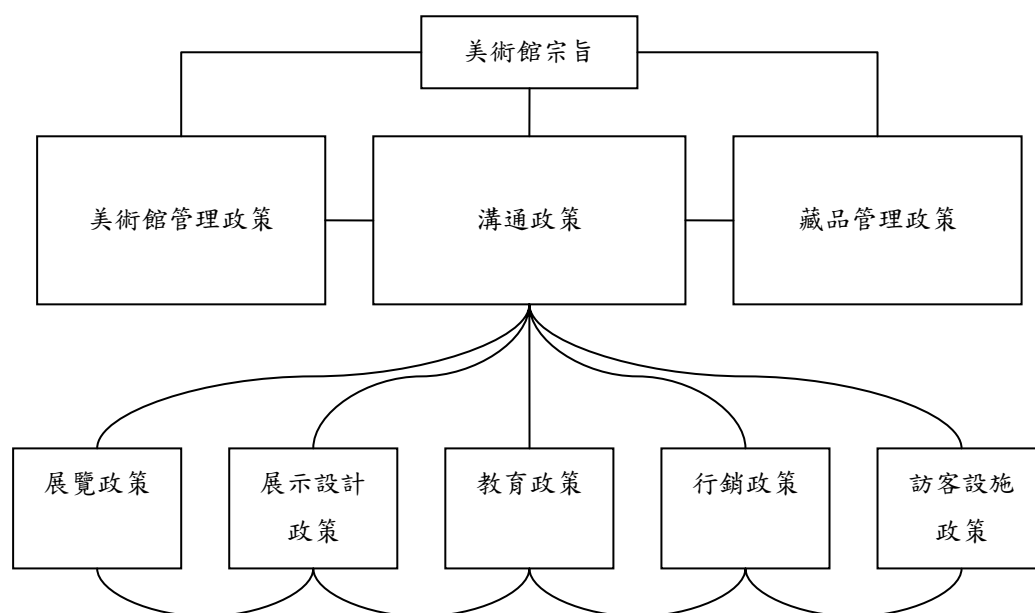 美術館宗旨
美術館管理政策
溝通政策
藏品管理政策
展覽政策
展示設計
政策
教育政策
行銷政策
訪客設施
政策